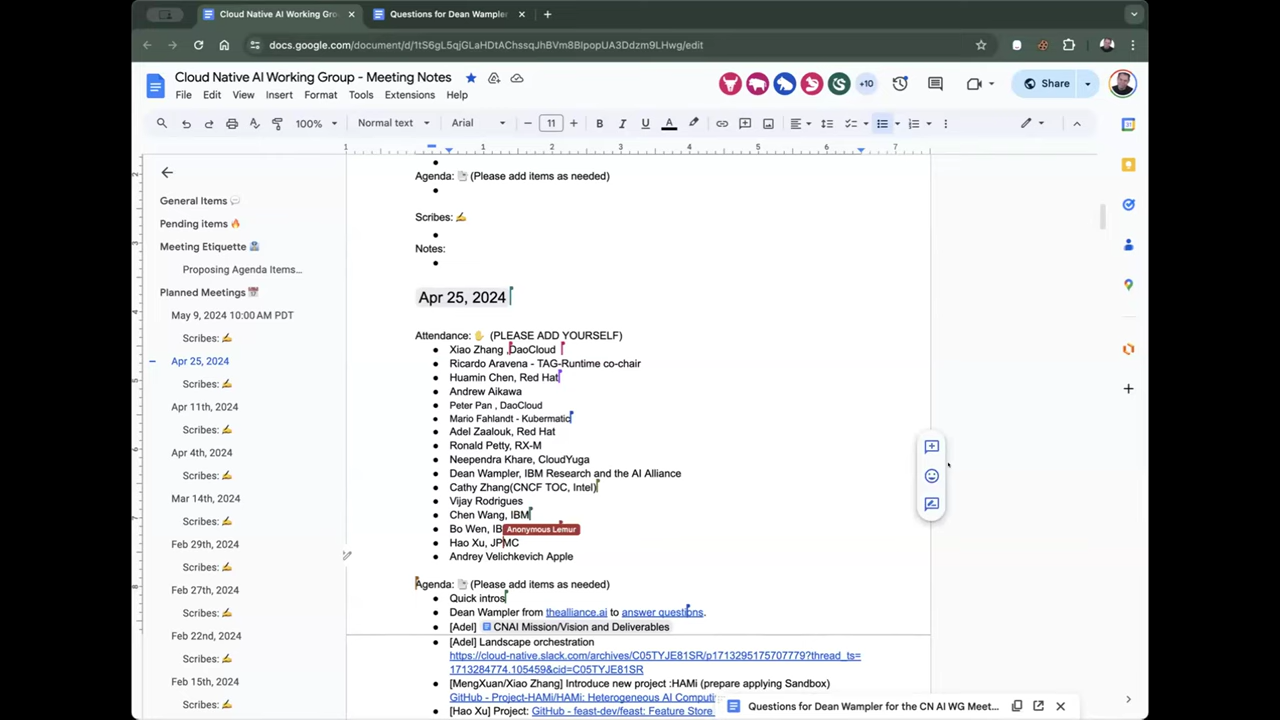 Cloud Native AI Working Gro
Questions for Dean Wampler
docs.google.com/document/d/1tS6gL5qjGLaHDtAChssqJhBVm8BlpopUA3Ddzm9LHwg/edit
Cloud Native AI Working Group - Meeting Notes
File Edit View Insert Format Tools Extensions Help
+10
Share
100% Normal text Arial 11
1 1 2 3 4 5 6 7
General Items 💬
Pending items 🔥
Meeting Etiquette
Proposing Agenda Items...
Planned Meetings 📅
May 9, 2024 10:00 AM PDT
Scribes: ✍
Apr 25, 2024
Scribes: ✍
Apr 11th, 2024
Scribes: ✍
Apr 4th, 2024
Scribes: ✍
Mar 14th, 2024
Scribes: ✍
Feb 29th, 2024
Scribes: ✍
Feb 27th, 2024
Scribes: ✍
Feb 22nd, 2024
Scribes: ✍
Feb 15th, 2024
Scribes: ✍
Agenda: (Please add items as needed)
Scribes: ✍
Notes:
Apr 25, 2024
Attendance: ✋ (PLEASE ADD YOURSELF)
Xiao Zhang ,DaoCloud
Ricardo Aravena - TAG-Runtime co-chair
Huamin Chen, Red Hat
Andrew Aikawa
Peter Pan , DaoCloud
Mario Fahlandt - Kubermatic
Adel Zaalouk, Red Hat
Ronald Petty, RX-M
Neependra Khare, CloudYuga
Dean Wampler, IBM Research and the AI Alliance
Cathy Zhang(CNCF TOC, Intel)
Vijay Rodrigues
Chen Wang, IBM
Bo Wen, IB Anonymous Lemur
Hao Xu, JPMC
Andrey Velichkevich Apple
Agenda: (Please add items as needed)
Quick intros
Dean Wampler from thealliance.ai to answer questions.
[Adel] CNAI Mission/Vision and Deliverables
[Adel] Landscape orchestration
https://cloud-native.slack.com/archives/C05TYJE81SR/p1713295175707779?thread_ts=
1713284774.105459&cid=C05TYJE81SR
[MengXuan/Xiao Zhang] Introduce new project :HAMi (prepare applying Sandbox)
GitHub - Project-HAMi/HAMi: Heterogeneous AI Computi
[Hao Xu] Project: GitHub - feast-dev/feast: Feature Store
Questions for Dean Wampler for the CN AI WG Meet...